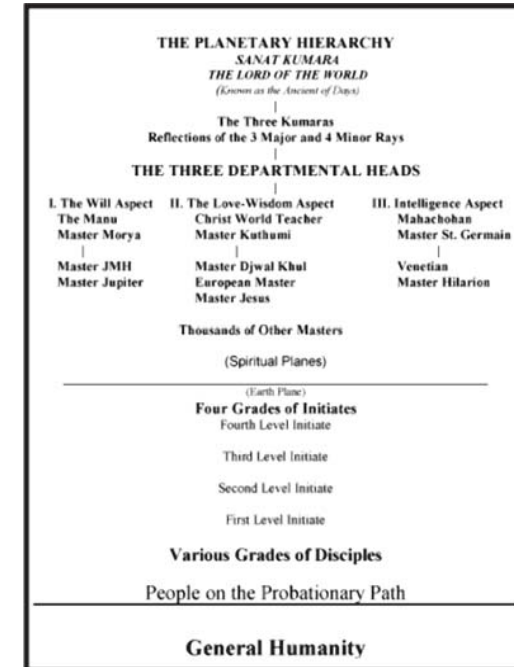 THE PLANETARY HIERARCHY
SANAT KUMARA
THE LORD OF THE WORLD
(Known as the Ancient of Days)
The Three Kumaras
Reflections of the 3 Major and 4 Minor Rays
THE THREE DEPARTMENTAL HEADS
I. The Will Aspect
The Manu
Master Morya
Master JMH
Master Jupiter
II. The Love-Wisdom Aspect
Christ World Teacher
Master Kuthumi
Master Djwal Khul
European Master
Master Jesus
III. Intelligence Aspect
Mahachohan
Master St. Germain
Venetian
Master Hilarion
Thousands of Other Masters
(Spiritual Planes)
(Earth Plane)
Four Grades of Initiates
Fourth Level Initiate
Third Level Initiate
Second Level Initiate
First Level Initiate
Various Grades of Disciples
People on the Probationary Path
General Humanity